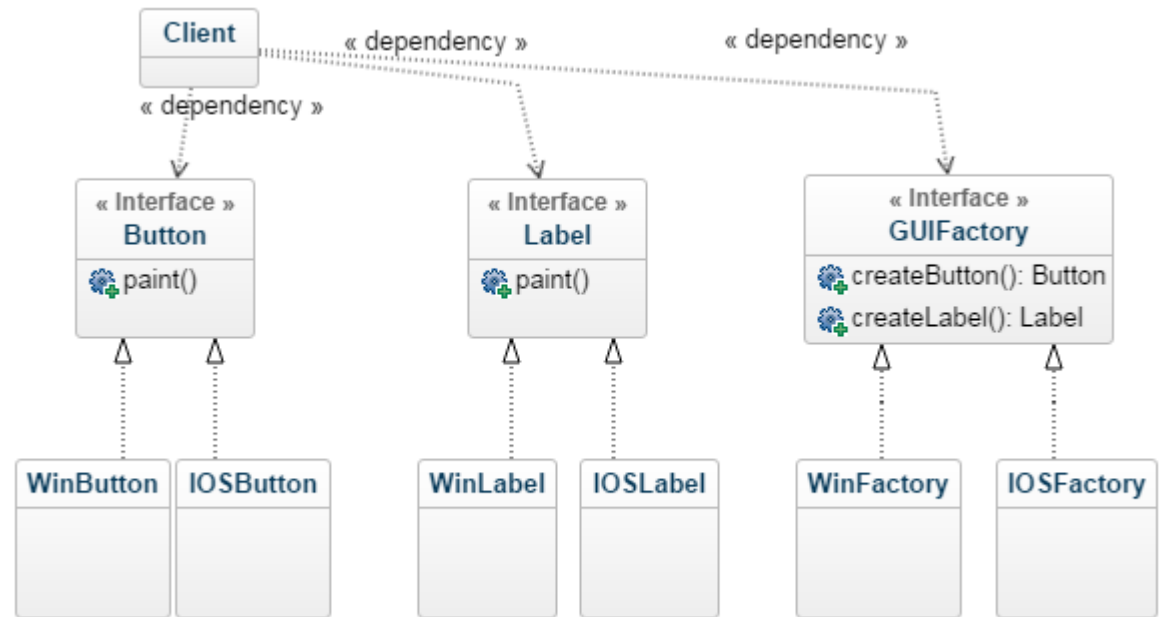 Client
« dependency »
« dependency »
« dependency »
« Interface »
Button
paint()
« Interface »
Label
paint()
« Interface »
GUIFactory
createButton(): Button
createLabel(): Label
WinButton
IOSButton
WinLabel
IOSLabel
WinFactory
IOSFactory